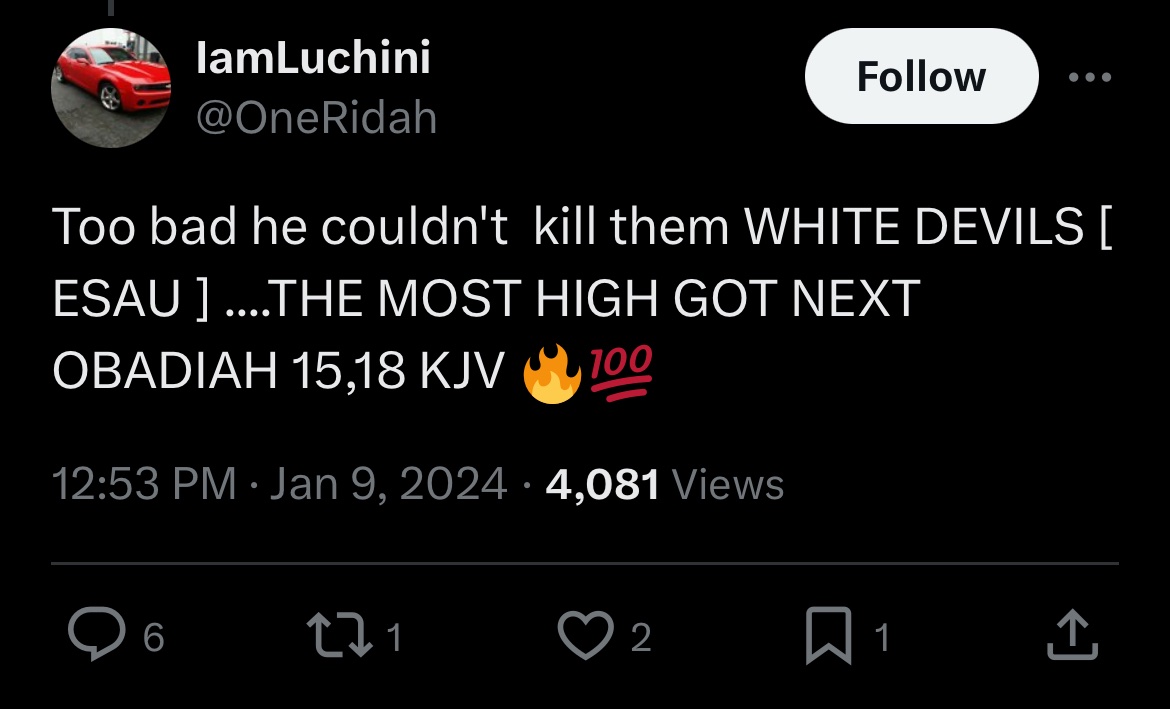 IamLuchini
@OneRidah
Follow
Too bad he couldn't  kill them WHITE DEVILS [
ESAU ] ....THE MOST HIGH GOT NEXT
OBADIAH 15,18 KJV 🔥💯
12:53 PM · Jan 9, 2024 · 4,081 Views
6 1 2 1